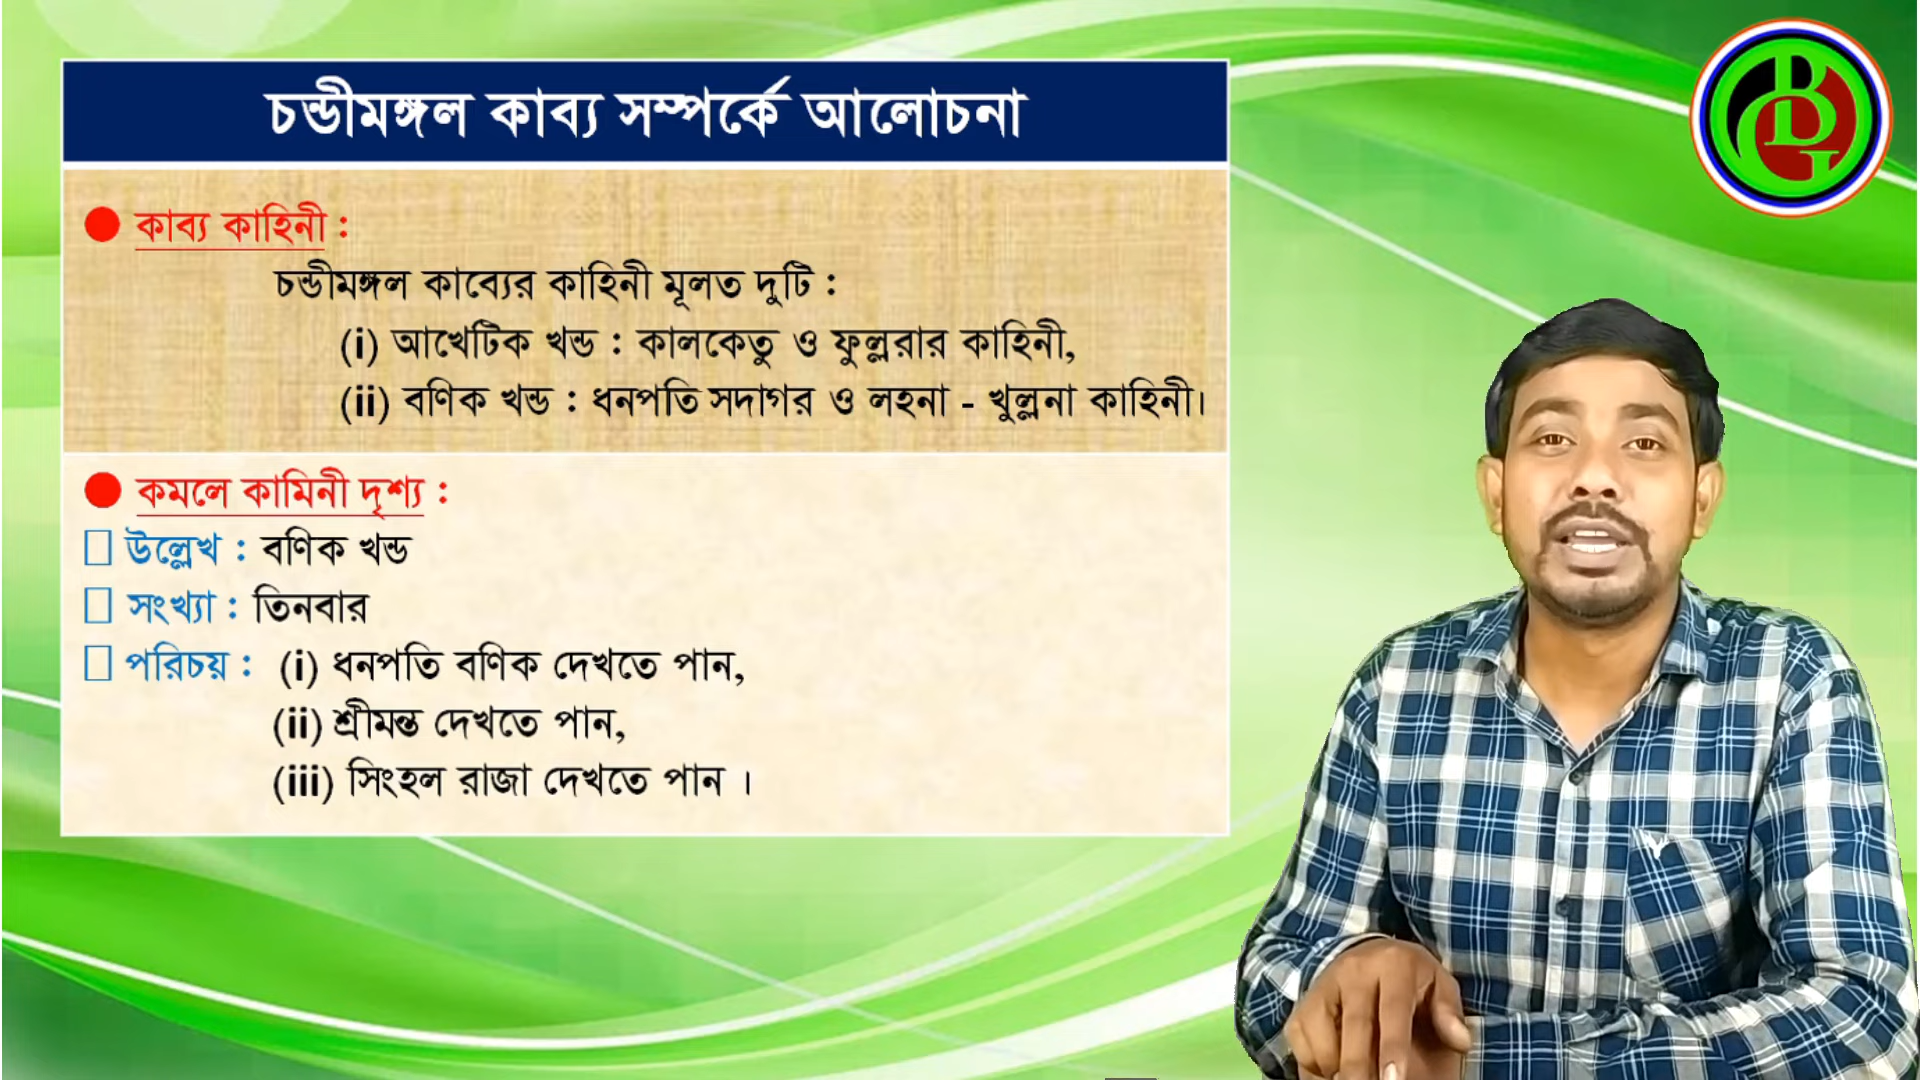 চন্ডীমঙ্গল কাব্য সম্পর্কে আলোচনা
কাব্য কাহিনী :
চন্ডীমঙ্গল কাব্যের কাহিনী মূলত দুটি :
(i) আখেটিক খন্ড : কালকেতু ও ফুল্লরার কাহিনী,
(ii) বণিক খন্ড : ধনপতি সদাগর ও লহনা - খুল্লনা কাহিনী।
কমলে কামিনী দৃশ্য :
উল্লেখ : বণিক খন্ড
সংখ্যা : তিনবার
পরিচয় : (i) ধনপতি বণিক দেখতে পান,
(ii) শ্রীমন্ত দেখতে পান,
(iii) সিংহল রাজা দেখতে পান ।